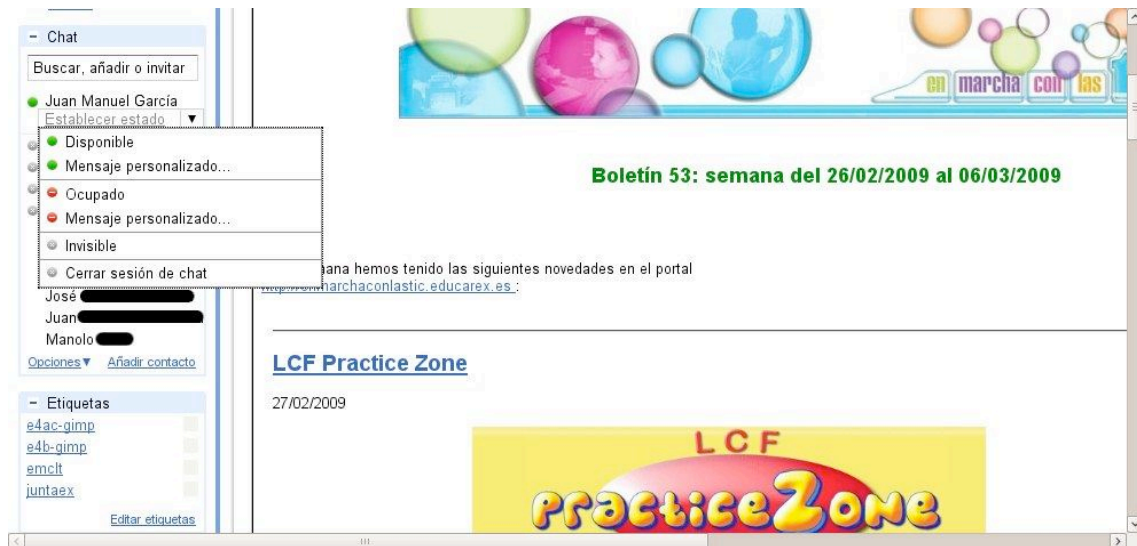 Chat
Buscar, añadir o invitar
Juan Manuel García
Establecer estado
Disponible
Mensaje personalizado...
Ocupado
Mensaje personalizado...
Invisible
Cerrar sesión de chat
José
Juan
Manolo
Opciones Añadir contacto
Etiquetas
e4ac-gimp
e4b-gimp
emclt
juntaex
Editar etiquetas
en marcha con las
Boletín 53: semana del 26/02/2009 al 06/03/2009
hemos tenido las siguientes novedades en el portal
marchaconlastic.educarex.es :
LCF Practice Zone
27/02/2009
LCF
Practice Zone